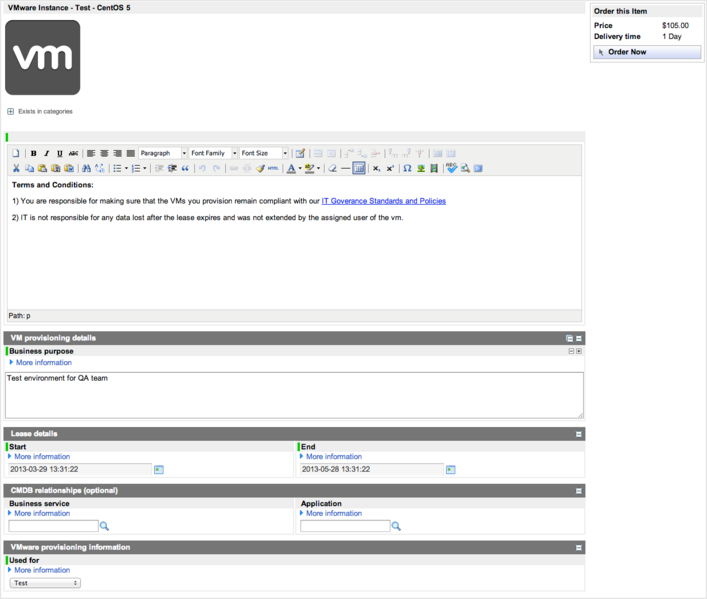 VMware Instance - Test - CentOS 5
Order this Item
Price $105.00
Delivery time 1 Day
Order Now
vm
Exists in categories
B I U ABC Paragraph Font Family Font Size
HTML A ab x, x' Ω ABC
Terms and Conditions:
1) You are responsible for making sure that the VMs you provision remain compliant with our IT Goverance Standards and Policies
2) IT is not responsible for any data lost after the lease expires and was not extended by the assigned user of the vm.
Path: p
VM provisioning details
Business purpose
More information
Test environment for QA team
Lease details
Start End
More information More information
2013-03-29 13:31:22 2013-05-28 13:31:22
CMDB relationships (optional)
Business service Application
More information More information
VMware provisioning information
Used for
More information
Test